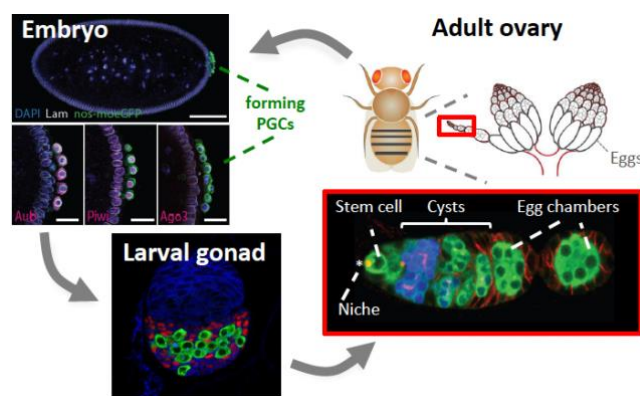 Embryo
DAPI Lam nos-moeGFP
forming
PGCs
Aub
Piwi
Ago3
Larval gonad
Adult ovary
Eggs
Stem cell
Cysts
Egg chambers
*
Niche